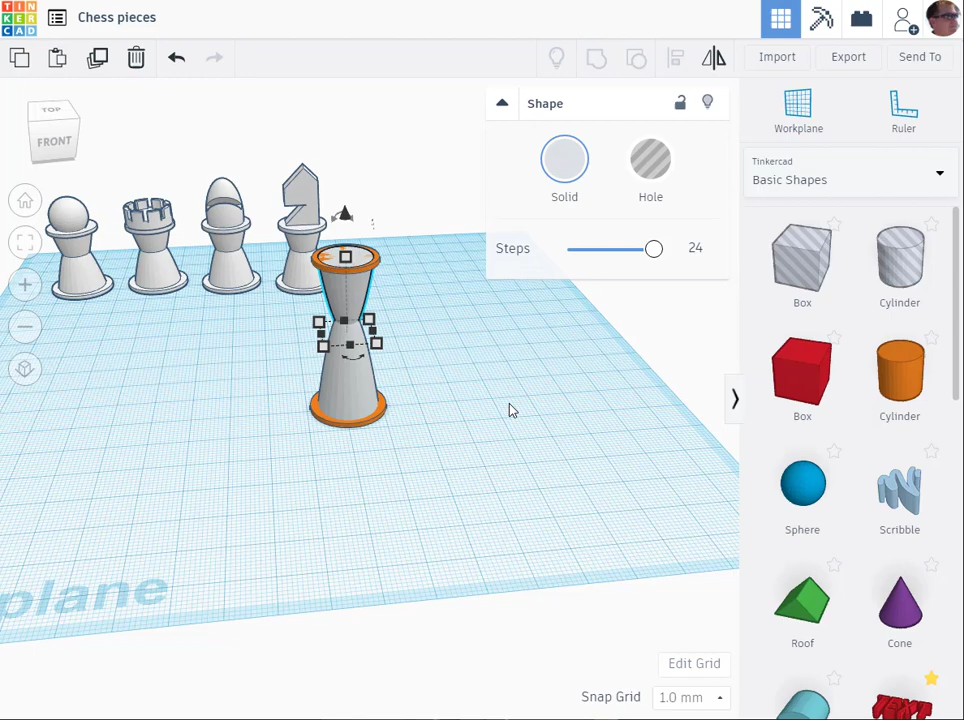 TIN
KER
CAD
Chess pieces
Import
Export
Send To
TOP
FRONT
Shape
Solid
Hole
Steps
24
Workplane
Ruler
Tinkercad
Basic Shapes
Box
Cylinder
Box
Cylinder
Sphere
Scribble
Roof
Cone
TEXT
plane
Edit Grid
Snap Grid
1.0 mm